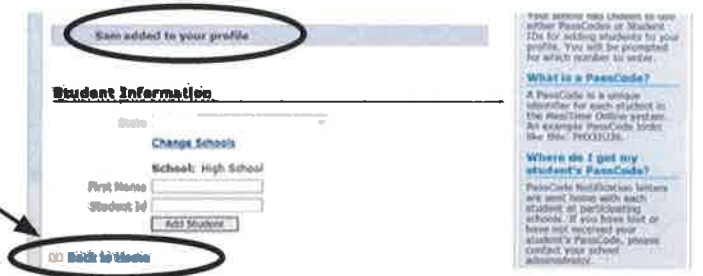 Sam added to your profile
Student Information
State
Change Schools
School: High School
First Name
Student Id
Add Student
Back to Home
Your school has chosen to use
either PassCodes or Student
IDs for adding students to your
profile. You will be prompted
for which number to enter.
What is a PassCode?
A PassCode is a unique
identifier for each student in
the MealTime Online system.
An example PassCode looks
like this:
Where do I get my
student's PassCode?
PassCode Notification letters
are sent home with each
student at participating
schools. If you have lost or
have not received your
student's PassCode, please
contact your school
administrator.